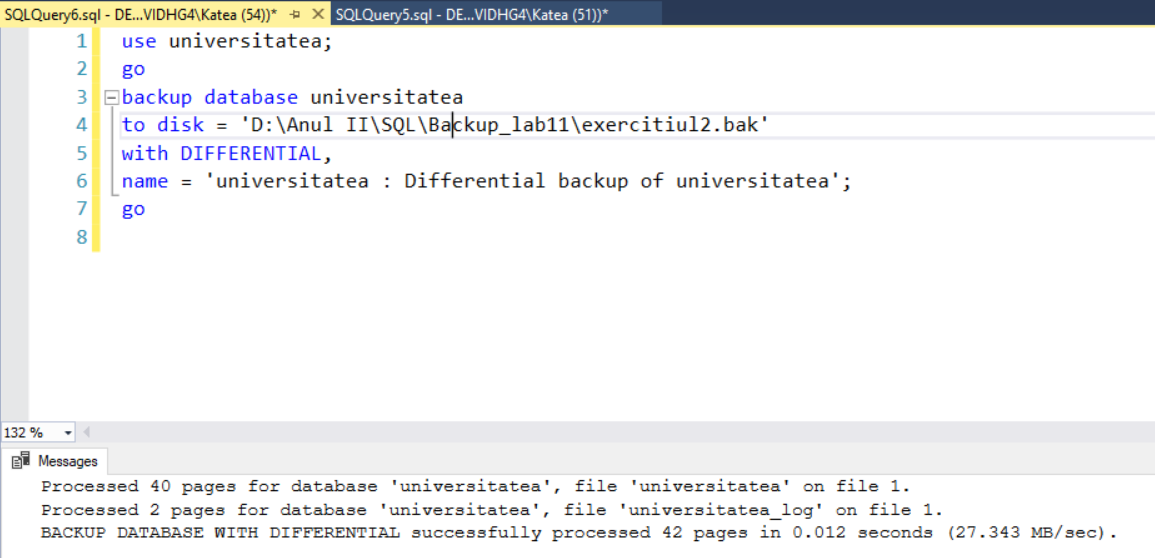 SQLQuery6.sql - DE...VIDHG4\Katea (54))* SQLQuery5.sql - DE...VIDHG4\Katea (51))*
1 use universitatea;
2 go
3 backup database universitatea
4 to disk = 'D:\Anul II\SQL\Backup_lab11\exercitiul2.bak'
5 with DIFFERENTIAL,
6 name = 'universitatea : Differential backup of universitatea';
7 go
8
132 %
Messages
Processed 40 pages for database 'universitatea', file 'universitatea' on file 1.
Processed 2 pages for database 'universitatea', file 'universitatea_log' on file 1.
BACKUP DATABASE WITH DIFFERENTIAL successfully processed 42 pages in 0.012 seconds (27.343 MB/sec).